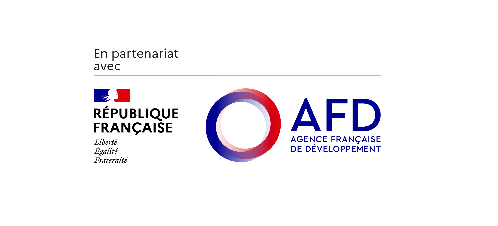 En partenariat
avec
RÉPUBLIQUE
FRANÇAISE
Liberté
Égalité
Fraternité
AFD
AGENCE FRANÇAISE
DE DÉVELOPPEMENT